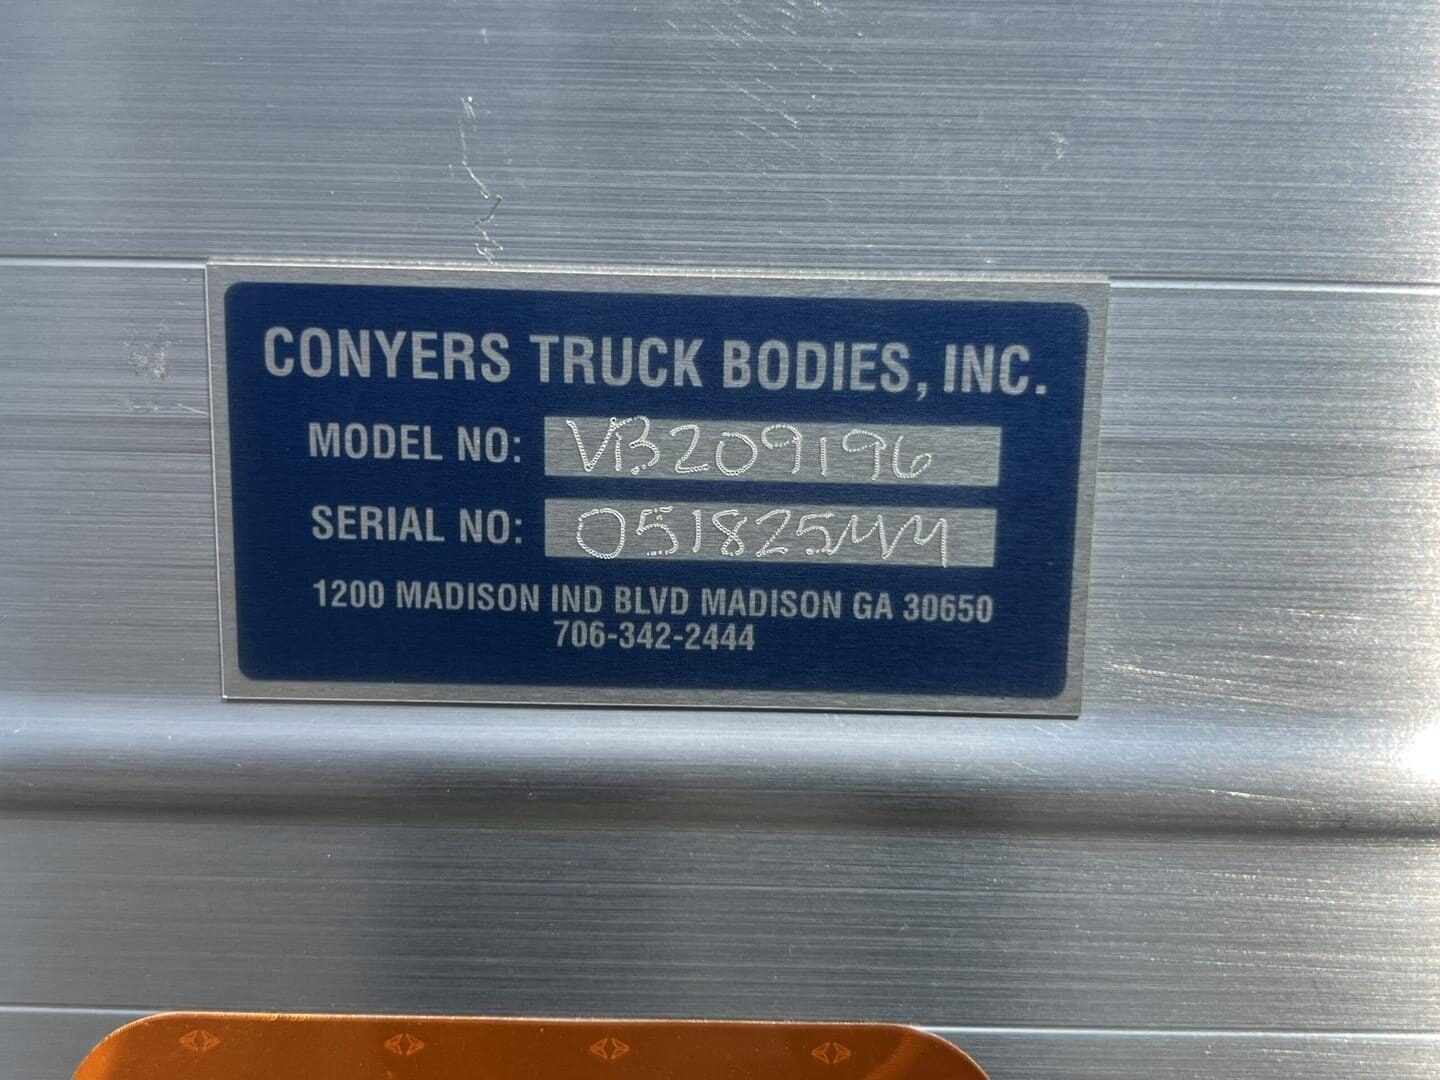 CONYERS TRUCK BODIES, INC.
MODEL NO: VB209196
SERIAL NO: 05182544
1200 MADISON IND BLVD MADISON GA 30650
706-342-2444